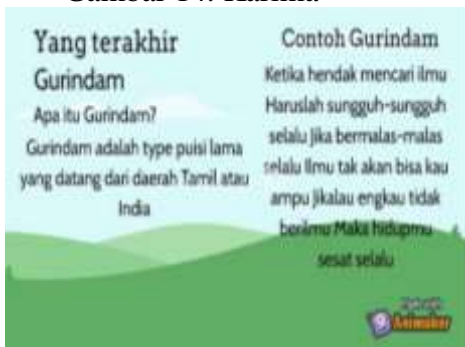 Yang terakhir
Gurindam
Apa itu Gurindam?
Gurindam adalah type puisi lama
yang datang dari daerah Tamil atau
India
Contoh Gurindam
Ketika hendak mencari ilmu
Haruslah sungguh-sungguh
selalu Jika bermalas-malas
selalu Ilmu tak akan bisa kau
ampu Jikalau engkau tidak
berilmu Maka hidupmu
sesat selalu
Animaker